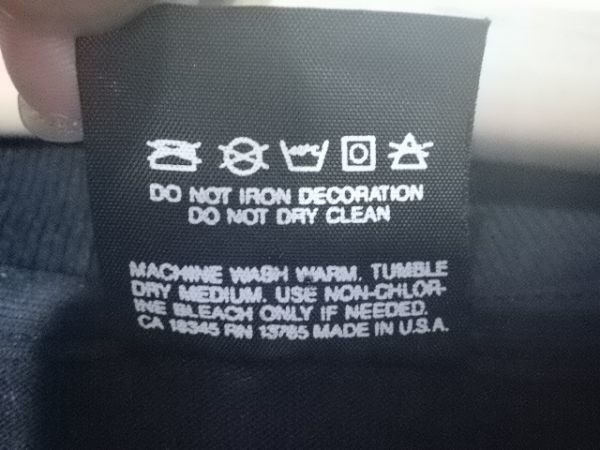 DO NOT IRON DECORATION
DO NOT DRY CLEAN
MACHINE WASH WARM. TUMBLE
DRY MEDIUM. USE NON-CHLOR-
INE BLEACH ONLY IF NEEDED.
CA 18345 RN 13765 MADE IN U.S.A.